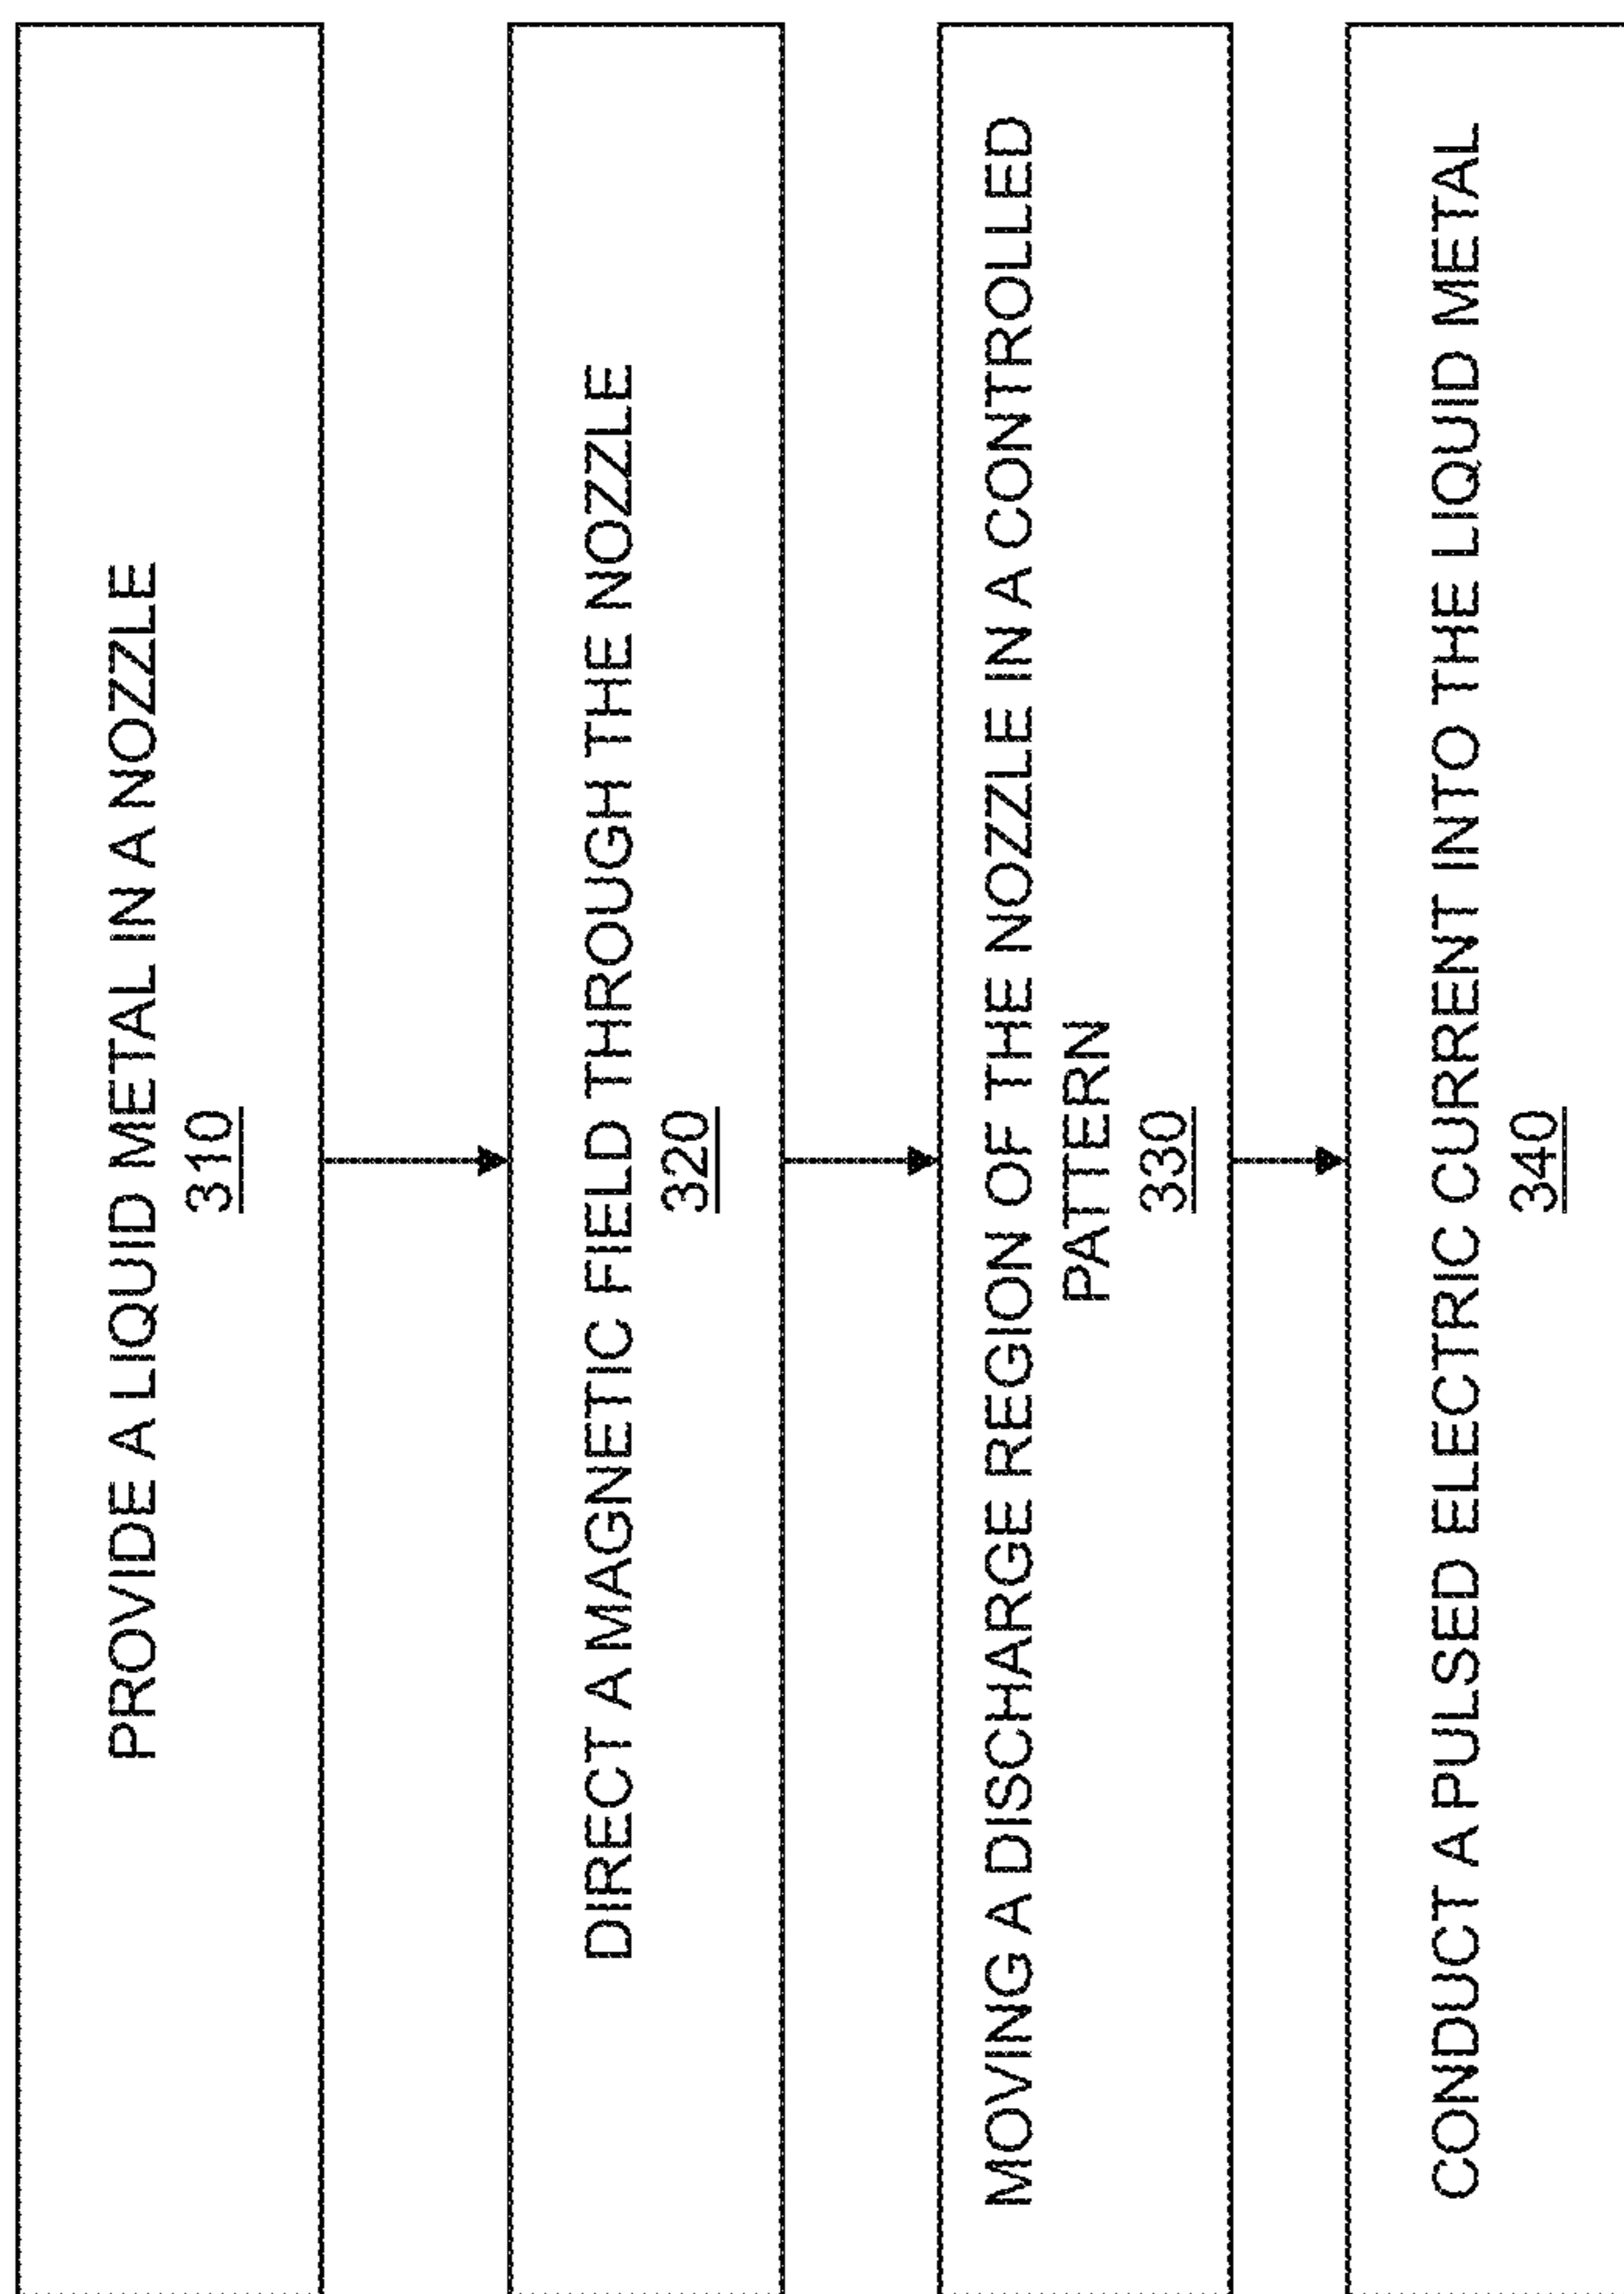 PROVIDE A LIQUID METAL IN A NOZZLE
310
DIRECT A MAGNETIC FIELD THROUGH THE NOZZLE
320
MOVING A DISCHARGE REGION OF THE NOZZLE IN A CONTROLLED
PATTERN
330
CONDUCT A PULSED ELECTRIC CURRENT INTO THE LIQUID METAL
340